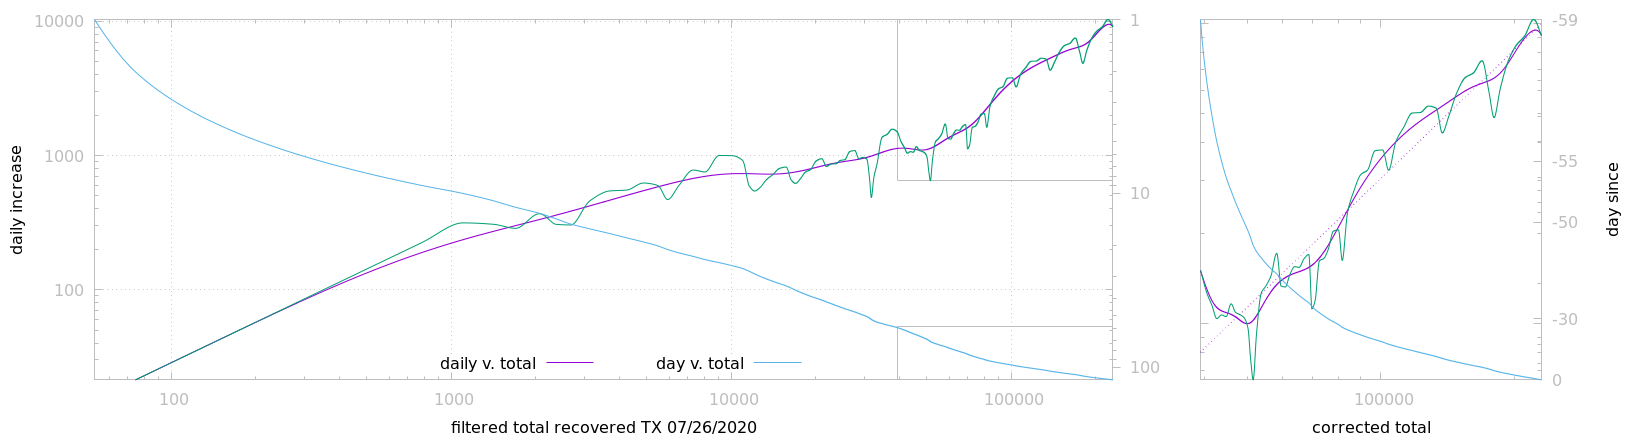 10000
1000
100
daily increase
1
10
100
daily v. total
day v. total
100
1000
10000
100000
filtered total recovered TX 07/26/2020
-59
-55
-50
-30
0
day since
100000
corrected total